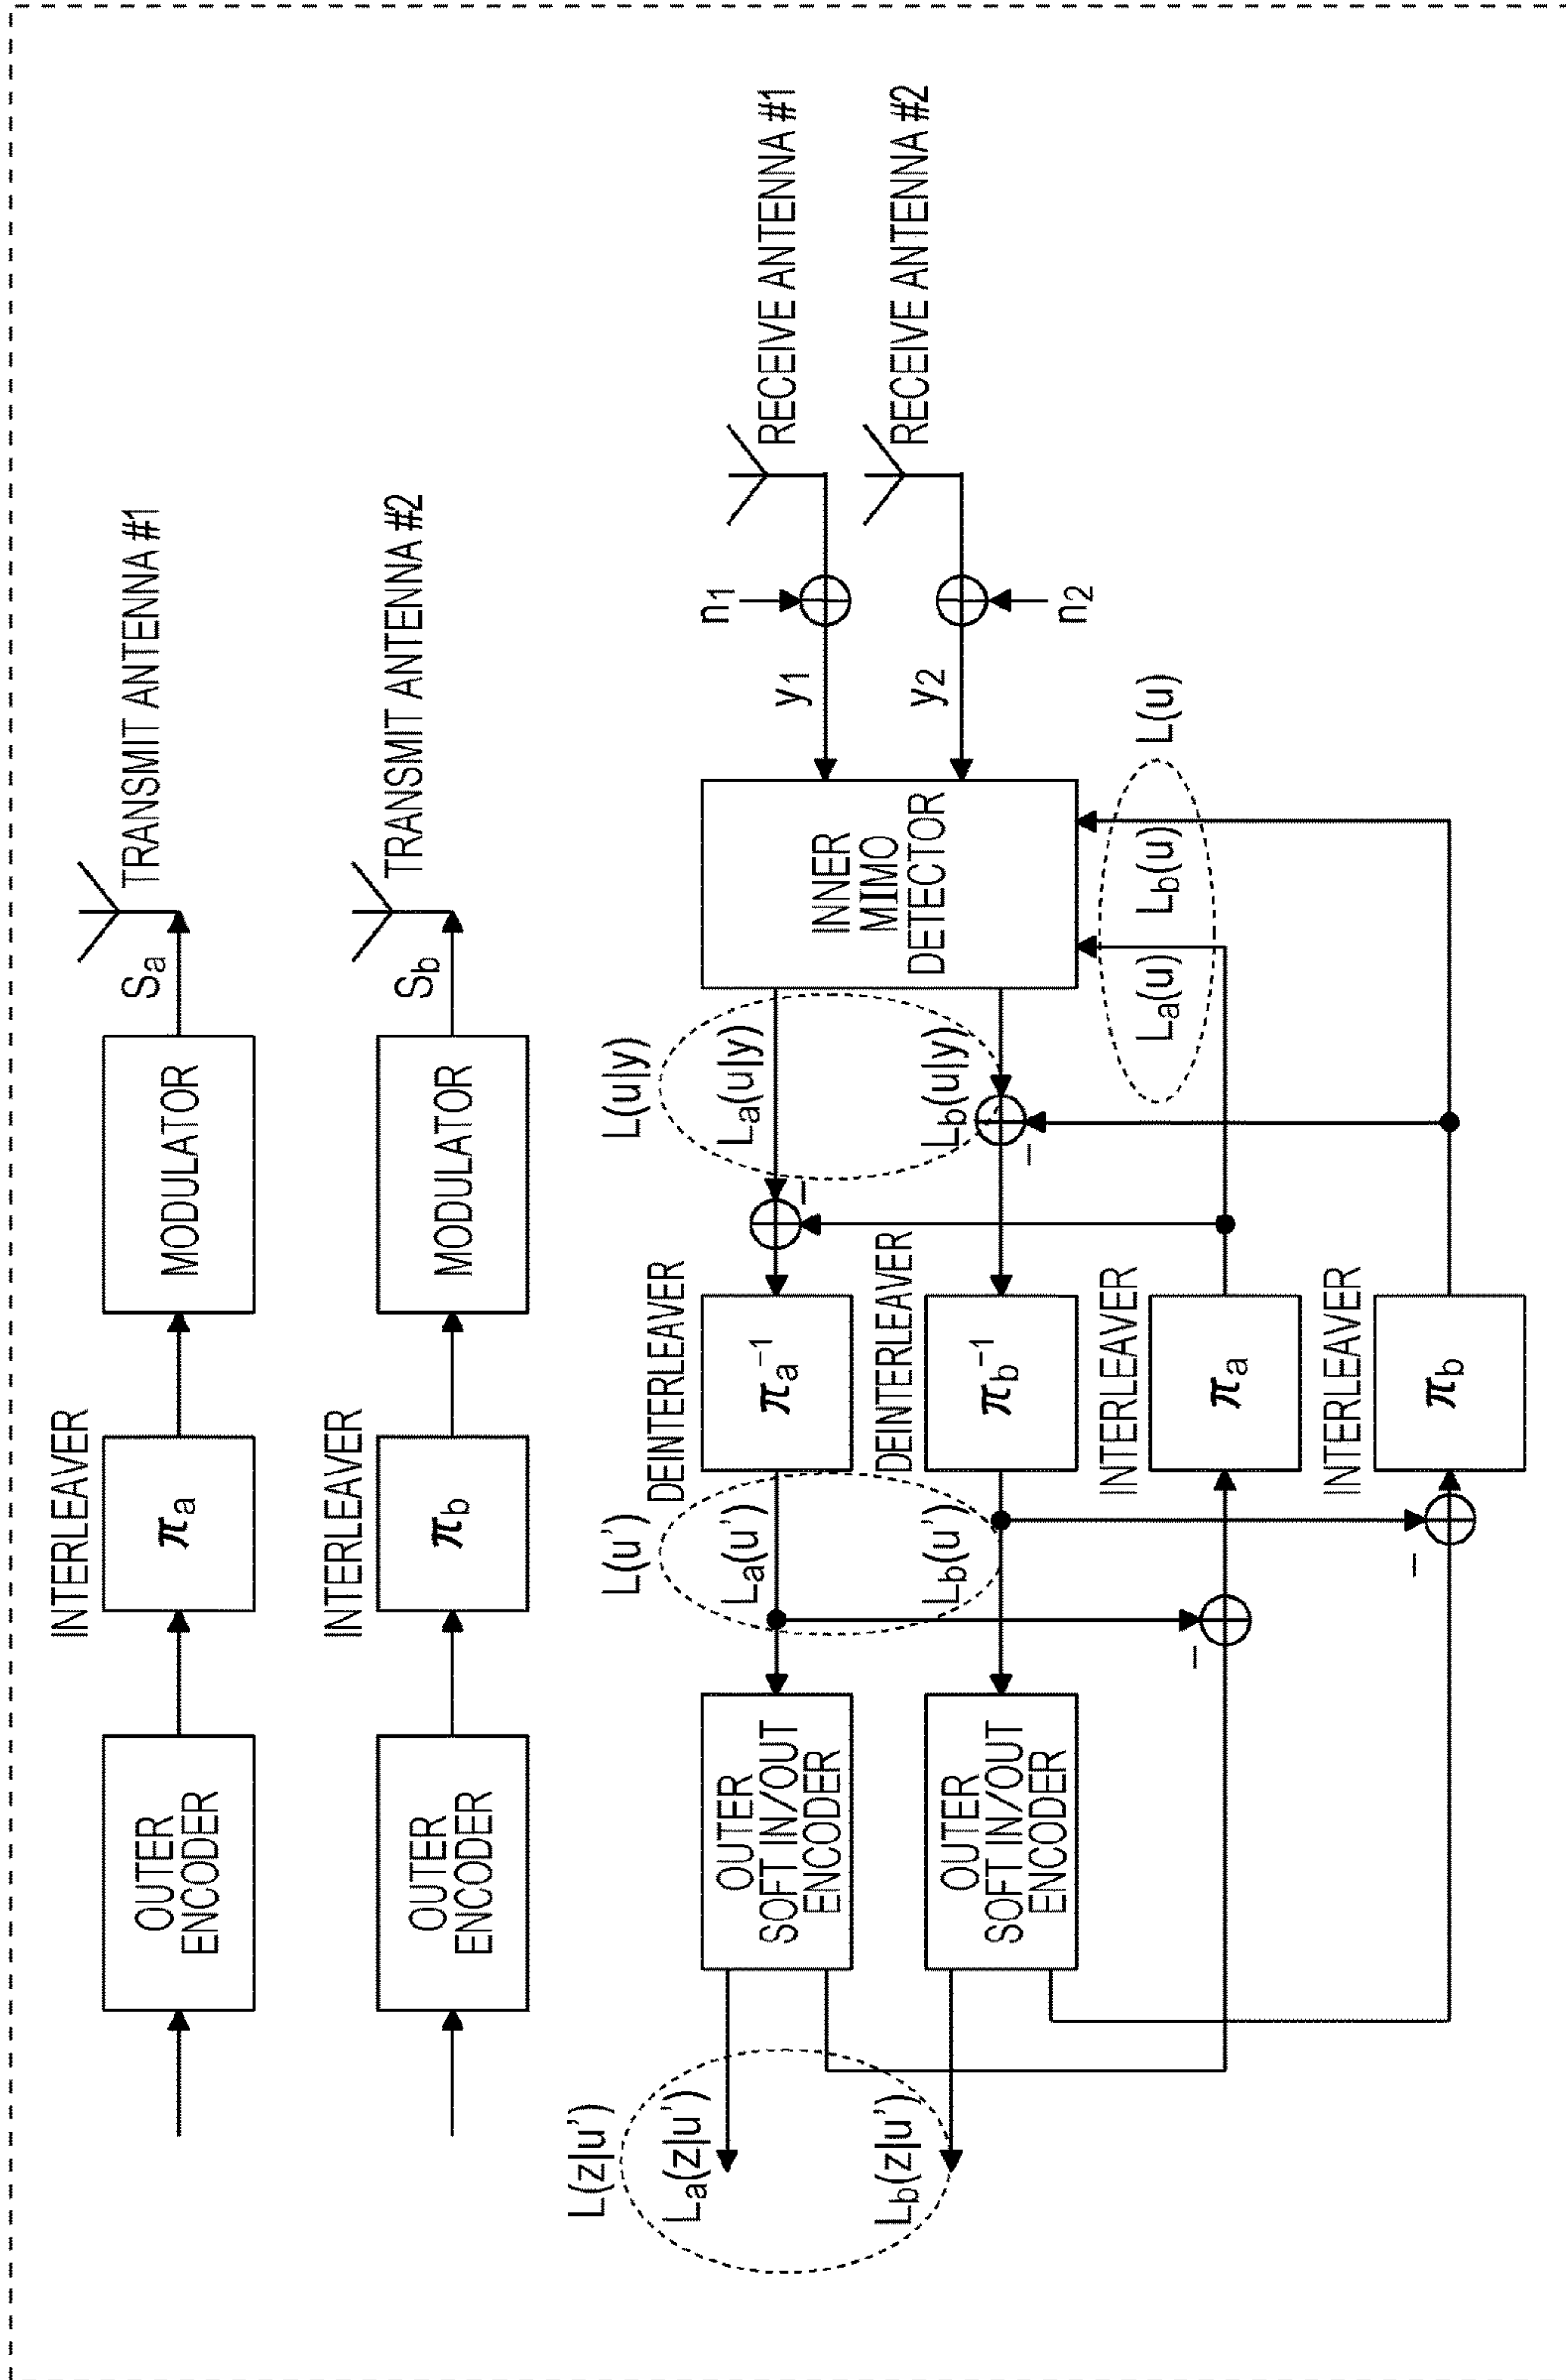 INTERLEAVER
OUTER
ENCODER
πa
MODULATOR
Sa
TRANSMIT ANTENNA #1
INTERLEAVER
OUTER
ENCODER
πb
MODULATOR
Sb
TRANSMIT ANTENNA #2
L(z|u')
La(z|u')
Lb(z|u')
OUTER
SOFT IN/OUT
ENCODER
OUTER
SOFT IN/OUT
ENCODER
L(u')
La(u')
Lb(u')
–
–
DEINTERLEAVER
πa–1
DEINTERLEAVER
πb–1
INTERLEAVER
πa
INTERLEAVER
πb
L(u|y)
La(u|y)
Lb(u|y)
–
–
INNER
MIMO
DETECTOR
La(u) Lb(u) L(u)
y1
y2
n1
n2
RECEIVE ANTENNA #1
RECEIVE ANTENNA #2